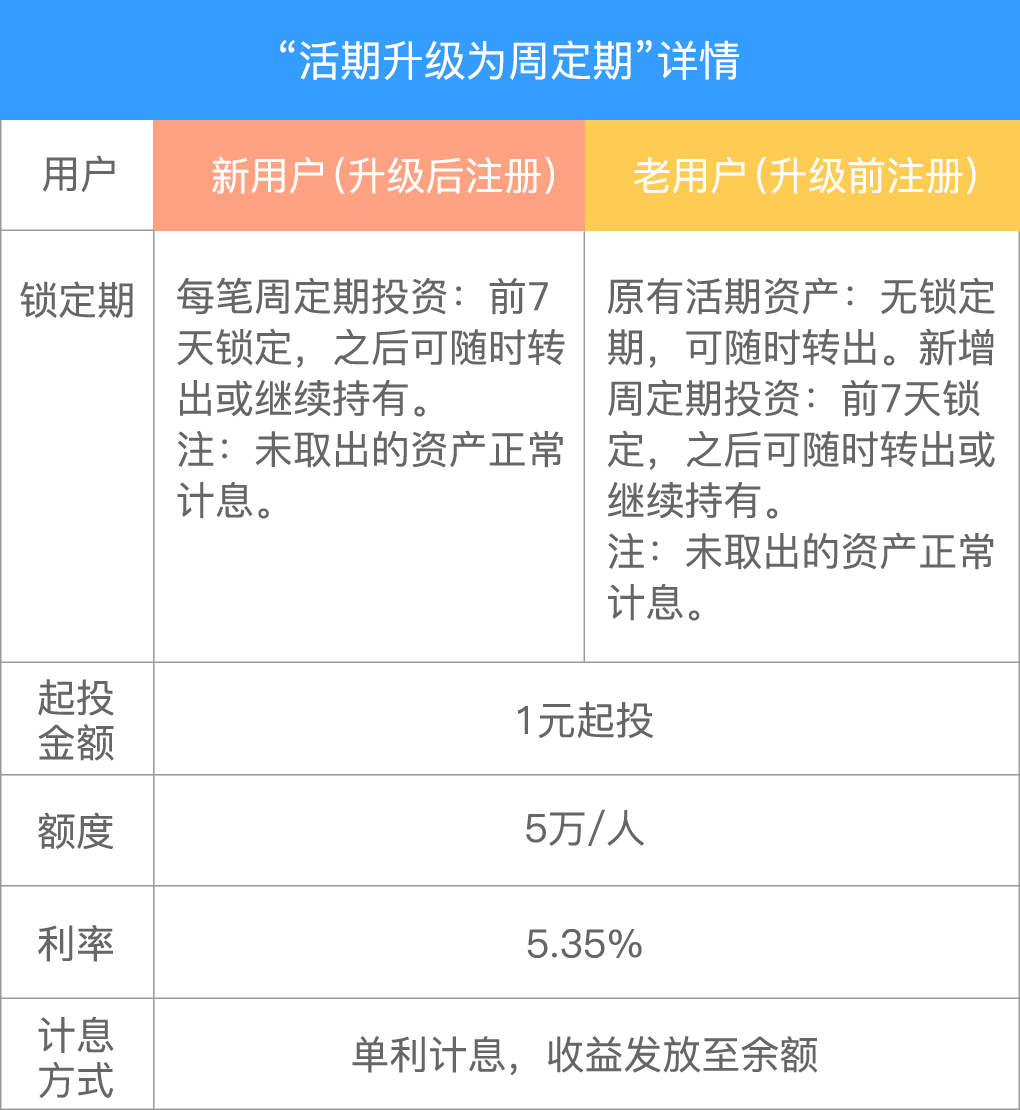 “活期升级为周定期”详情
用户
新用户(升级后注册)
老用户(升级前注册)
锁定期
每笔周定期投资：前7
天锁定，之后可随时转
出或继续持有。
注：未取出的资产正常
计息。
原有活期资产：无锁定
期，可随时转出。新增
周定期投资：前7天锁
定，之后可随时转出或
继续持有。
注：未取出的资产正常
计息。
起投
金额
1元起投
额度
5万/人
利率
5.35%
计息
方式
单利计息，收益发放至余额